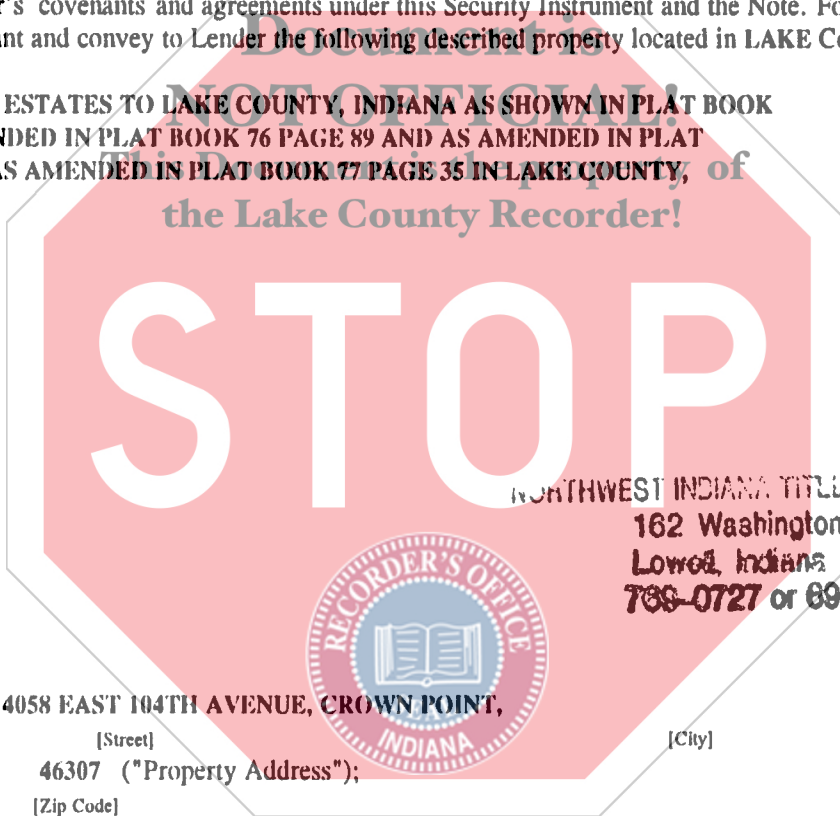 's covenants and agreements under this Security Instrument and the Note. Fo
Document is
nt and convey to Lender the following described property located in LAKE C
NOT OFFICIAL!
ESTATES TO LAKE COUNTY, INDIANA AS SHOWN IN PLAT BOOK
NDED IN PLAT BOOK 76 PAGE 89 AND AS AMENDED IN PLAT
AS AMENDED IN PLAT BOOK 77 PAGE 35 IN LAKE COUNTY,
This Document is the property of
the Lake County Recorder!
STOP
NORTHWEST INDIANA TITL
162 Washington
Lowell, Indiana
769-0727 or 69
RECORDER'S OFFICE
SEAL
INDIANA
4058 EAST 104TH AVENUE, CROWN POINT,
[Street] [City]
46307 ("Property Address");
[Zip Code]